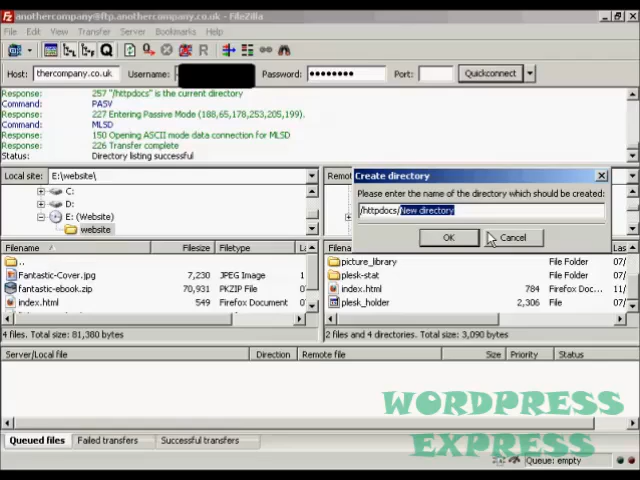 anothercompany@ftp.anothercompany.co.uk - FileZilla
File Edit View Transfer Server Bookmarks Help
Host: thercompany.co.uk Username: Password: ●●●●●●●● Port: Quickconnect
Response: 257 "/httpdocs" is the current directory
Command: PASV
Response: 227 Entering Passive Mode (188,65,178,253,205,199).
Command: MLSD
Response: 150 Opening ASCII mode data connection for MLSD
Response: 226 Transfer complete
Status: Directory listing successful
Local site: E:\website\
Remo
C:
D:
E: (Website)
website
Create directory
Please enter the name of the directory which should be created:
/httpdocs/New directory
OK Cancel
Filename Filesize Filetype
..
Fantastic-Cover.jpg 7,230 JPEG Image
fantastic-ebook.zip 70,931 PKZIP File
index.html 549 Firefox Document
4 files. Total size: 81,380 bytes
File
picture_library File Folder 07/
plesk-stat File Folder 11/
index.html 784 Firefox Doc... 07/
plesk_holder 2,306 File 07/
2 files and 4 directories. Total size: 3,090 bytes
Server/Local file Direction Remote file Size Priority Status
WORDPRESS
EXPRESS
Queued files Failed transfers Successful transfers
Queue: empty